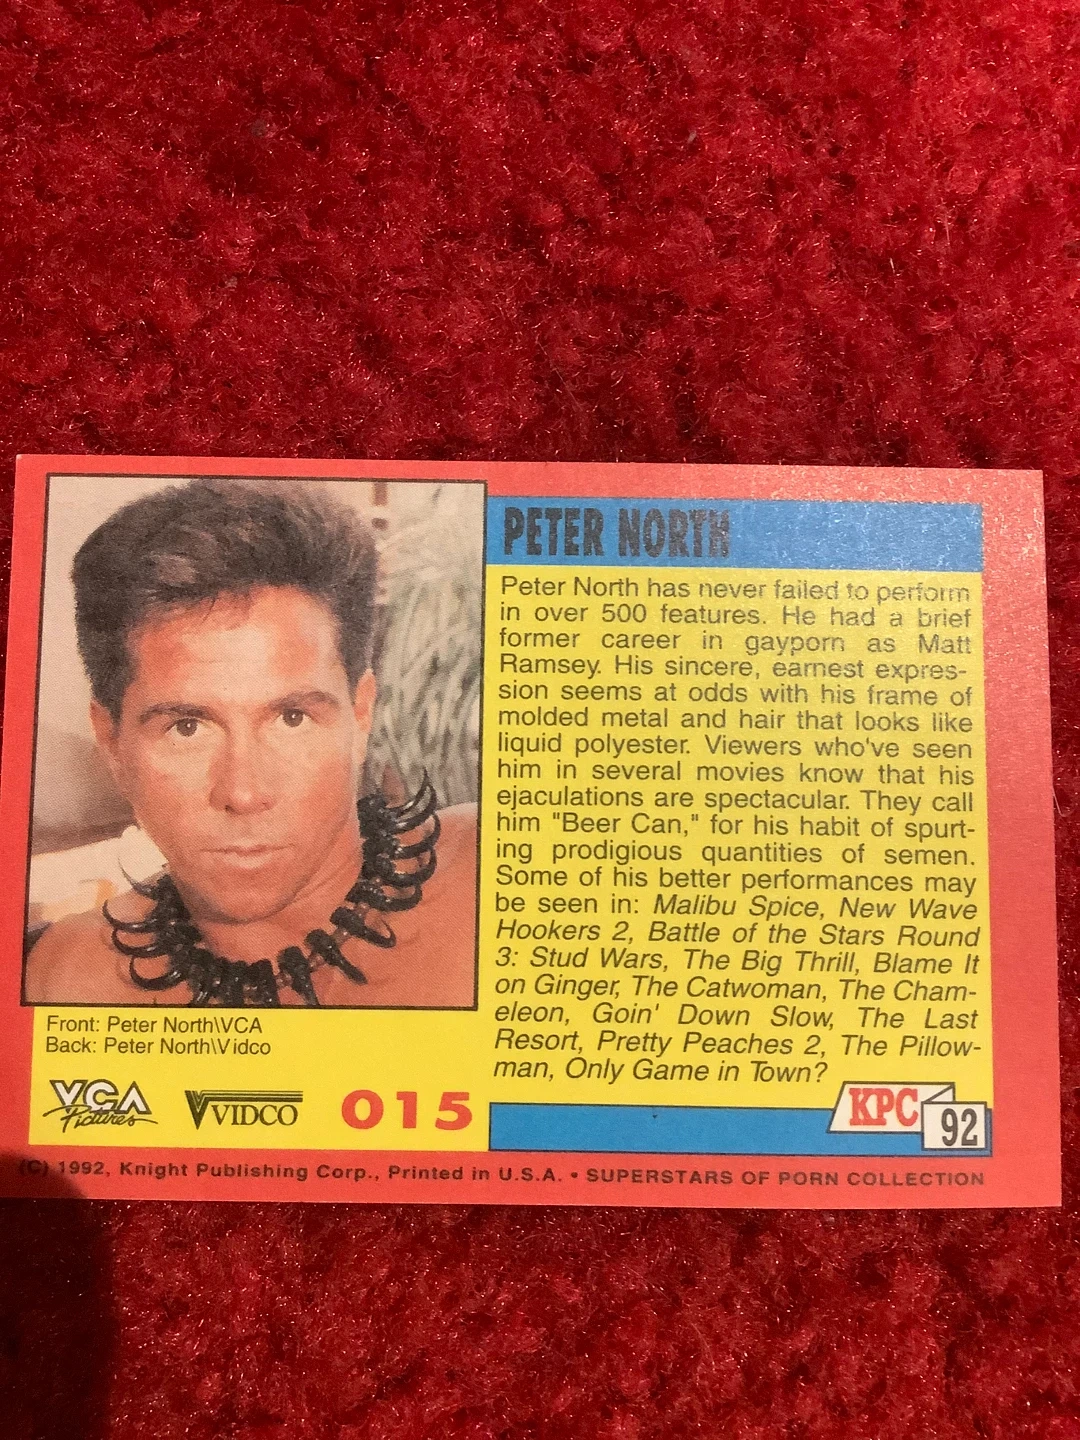 PETER NORTH
Peter North has never failed to perform
in over 500 features. He had a brief
former career in gayporn as Matt
Ramsey. His sincere, earnest expres-
sion seems at odds with his frame of
molded metal and hair that looks like
liquid polyester. Viewers who've seen
him in several movies know that his
ejaculations are spectacular. They call
him "Beer Can," for his habit of spurt-
ing prodigious quantities of semen.
Some of his better performances may
be seen in: Malibu Spice, New Wave
Hookers 2, Battle of the Stars Round
3: Stud Wars, The Big Thrill, Blame It
on Ginger, The Catwoman, The Cham-
eleon, Goin' Down Slow, The Last
Resort, Pretty Peaches 2, The Pillow-
man, Only Game in Town?
Front: Peter North\VCA
Back: Peter North\Vidco
VCA
Pictures
VIDCO
015
KPC
92
(C) 1992, Knight Publishing Corp., Printed in U.S.A. • SUPERSTARS OF PORN COLLECTION